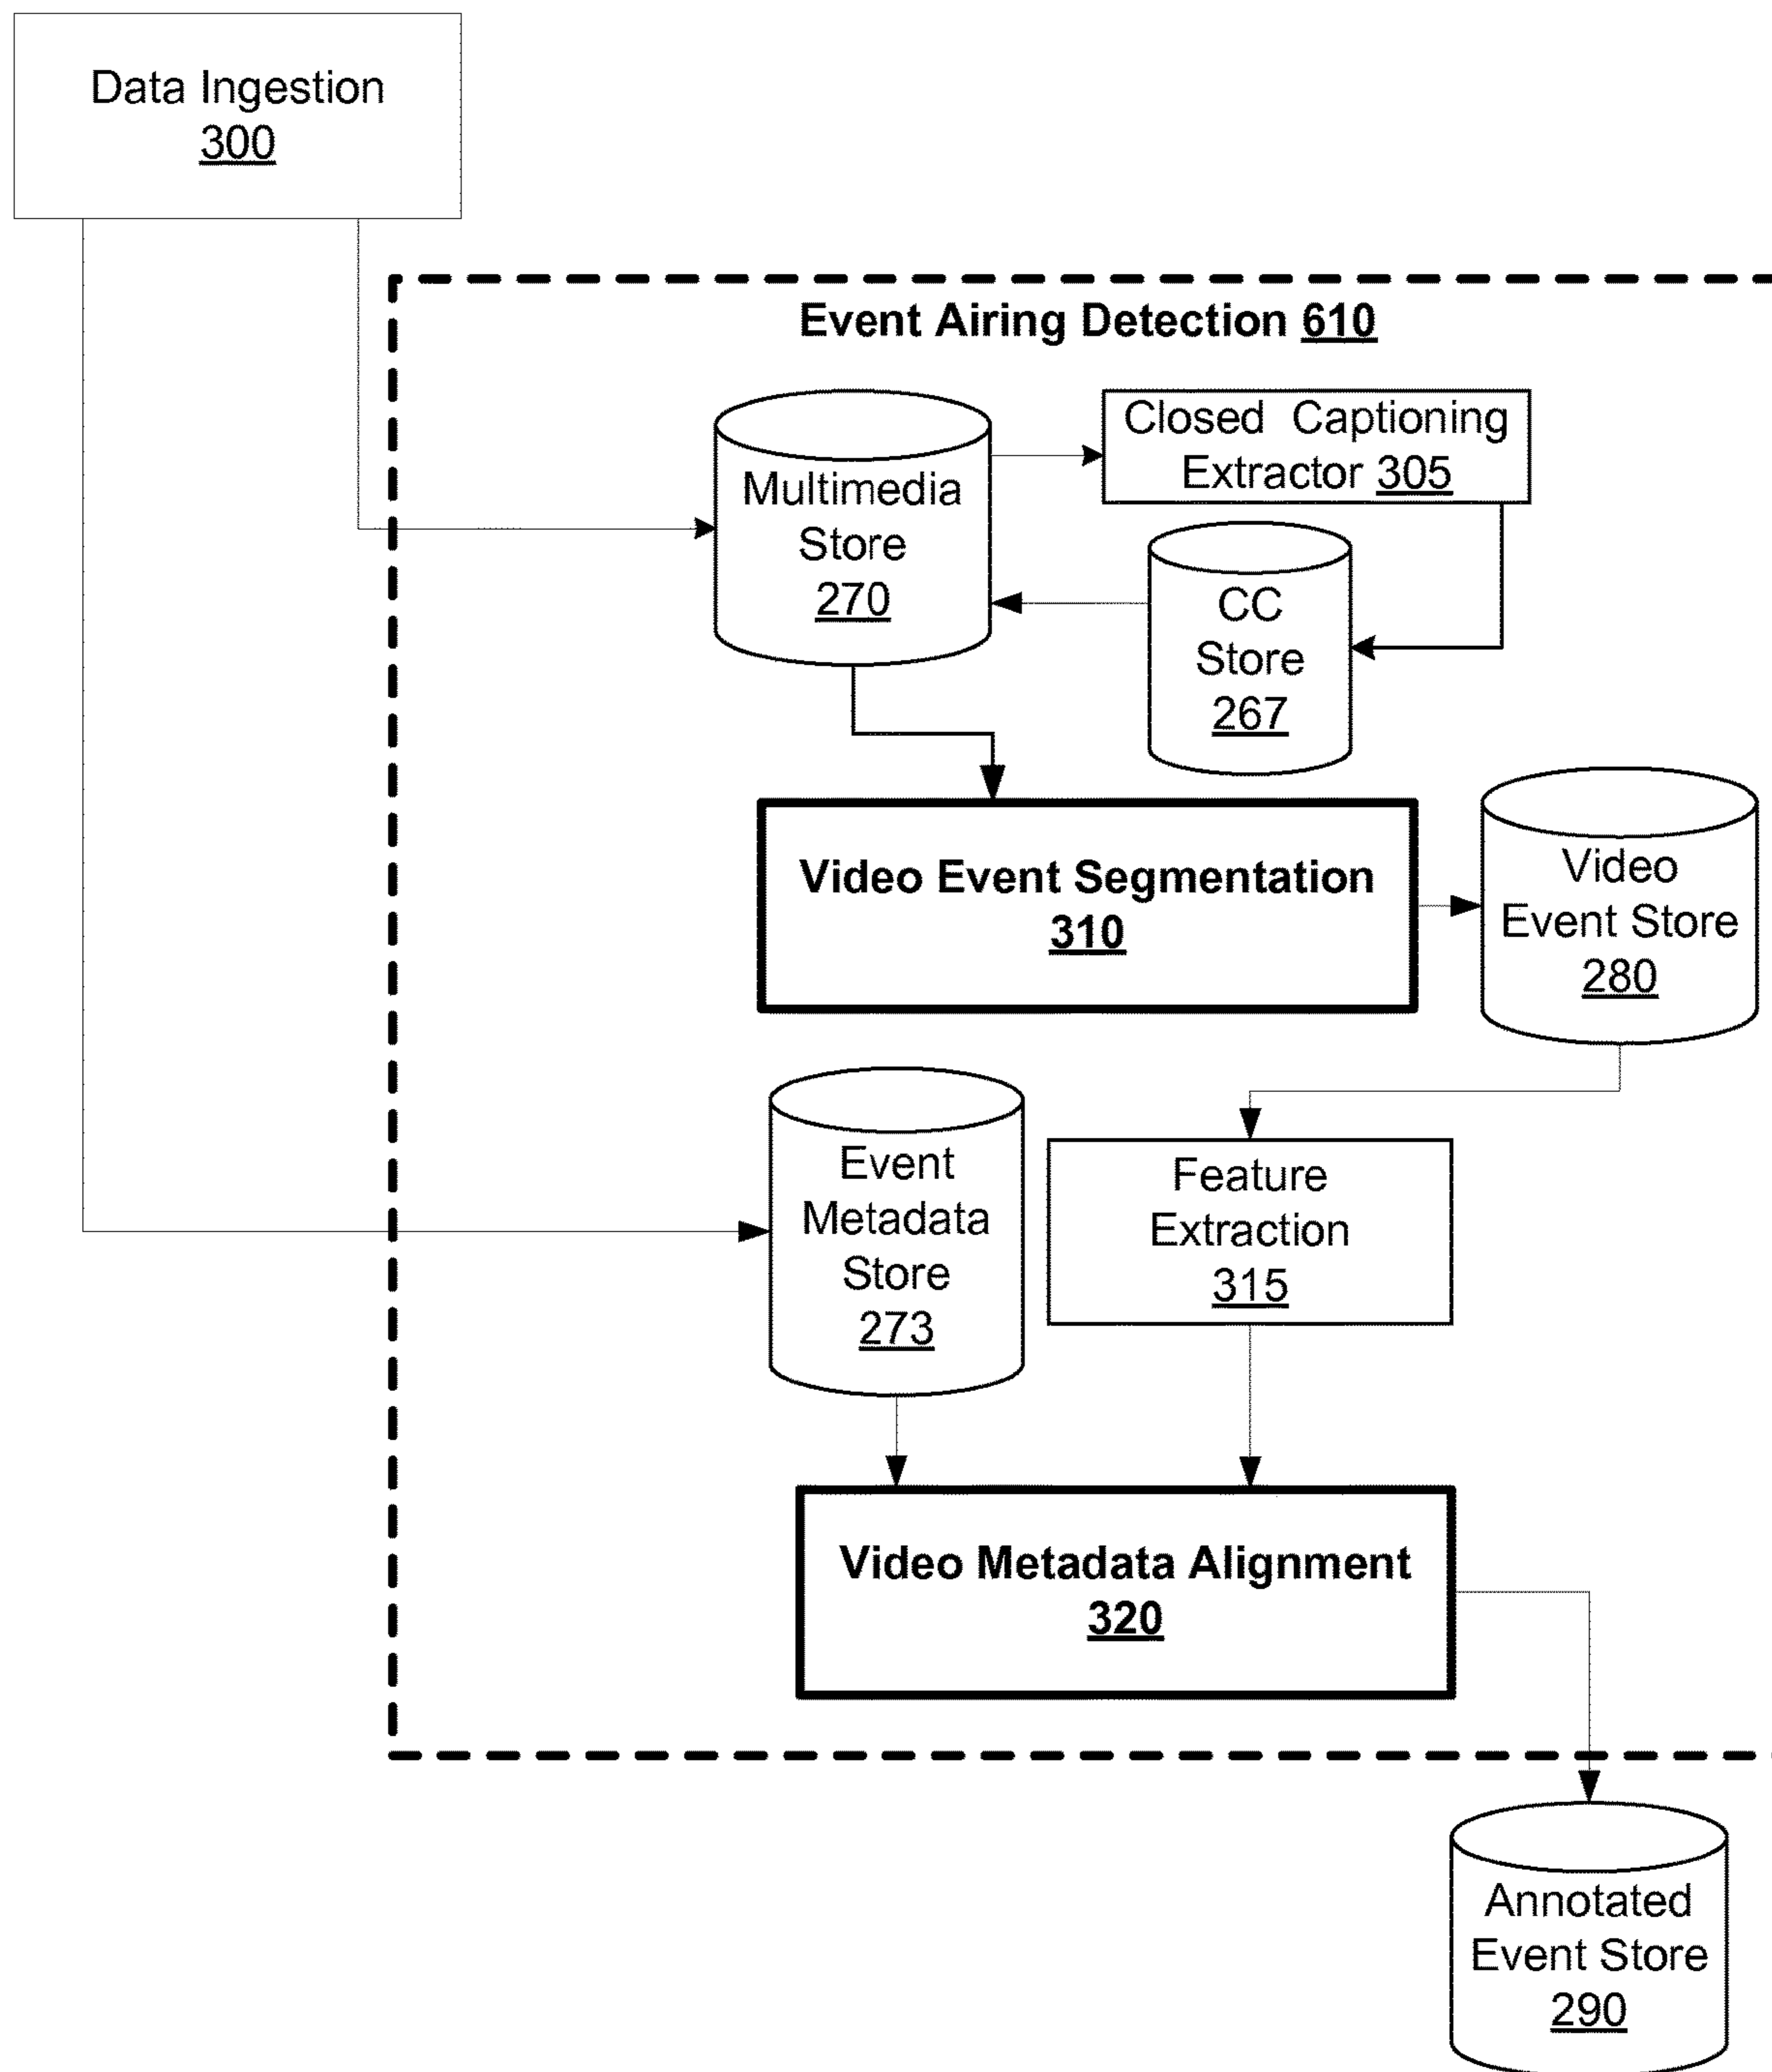 Data Ingestion
300
Event Airing Detection 610
Multimedia
Store
270
Closed Captioning
Extractor 305
CC
Store
267
Video Event Segmentation
310
Video
Event Store
280
Event
Metadata
Store
273
Feature
Extraction
315
Video Metadata Alignment
320
Annotated
Event Store
290